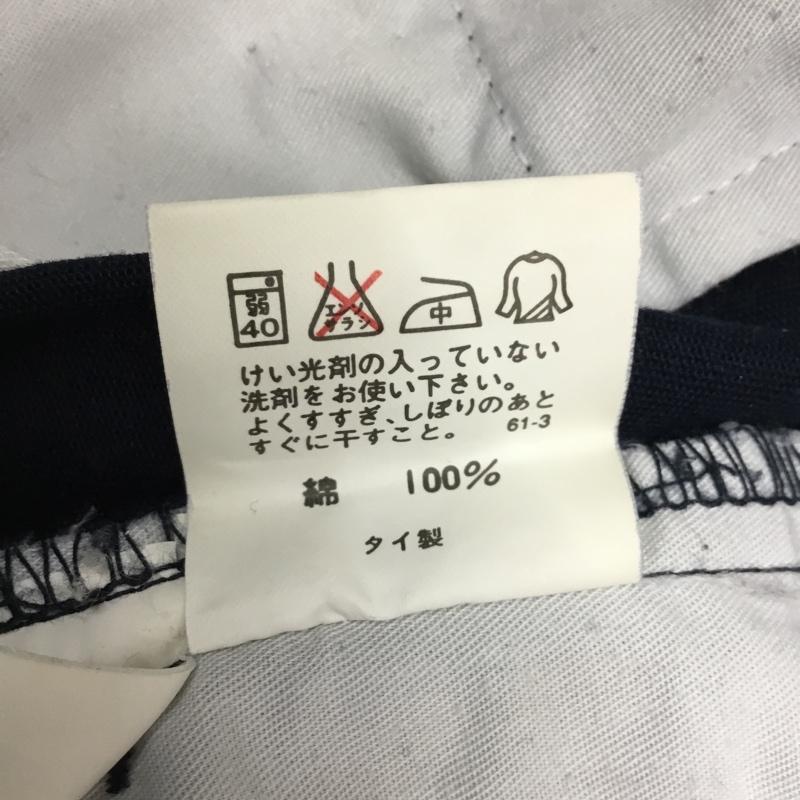 弱 40
エンソ サラシ
中
けい光剤の入っていない
洗剤をお使い下さい。
よくすすぎ、しぼりのあと
すぐに干すこと。 61-3
綿 100%
タイ製